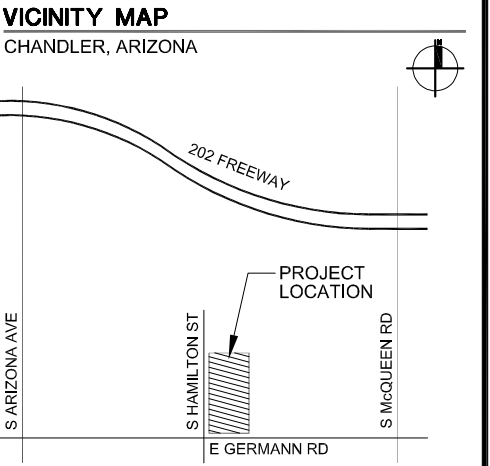 VICINITY MAP
CHANDLER, ARIZONA
N
202 FREEWAY
PROJECT
LOCATION
S ARIZONA AVE
S HAMILTON ST
S McQUEEN RD
E GERMANN RD